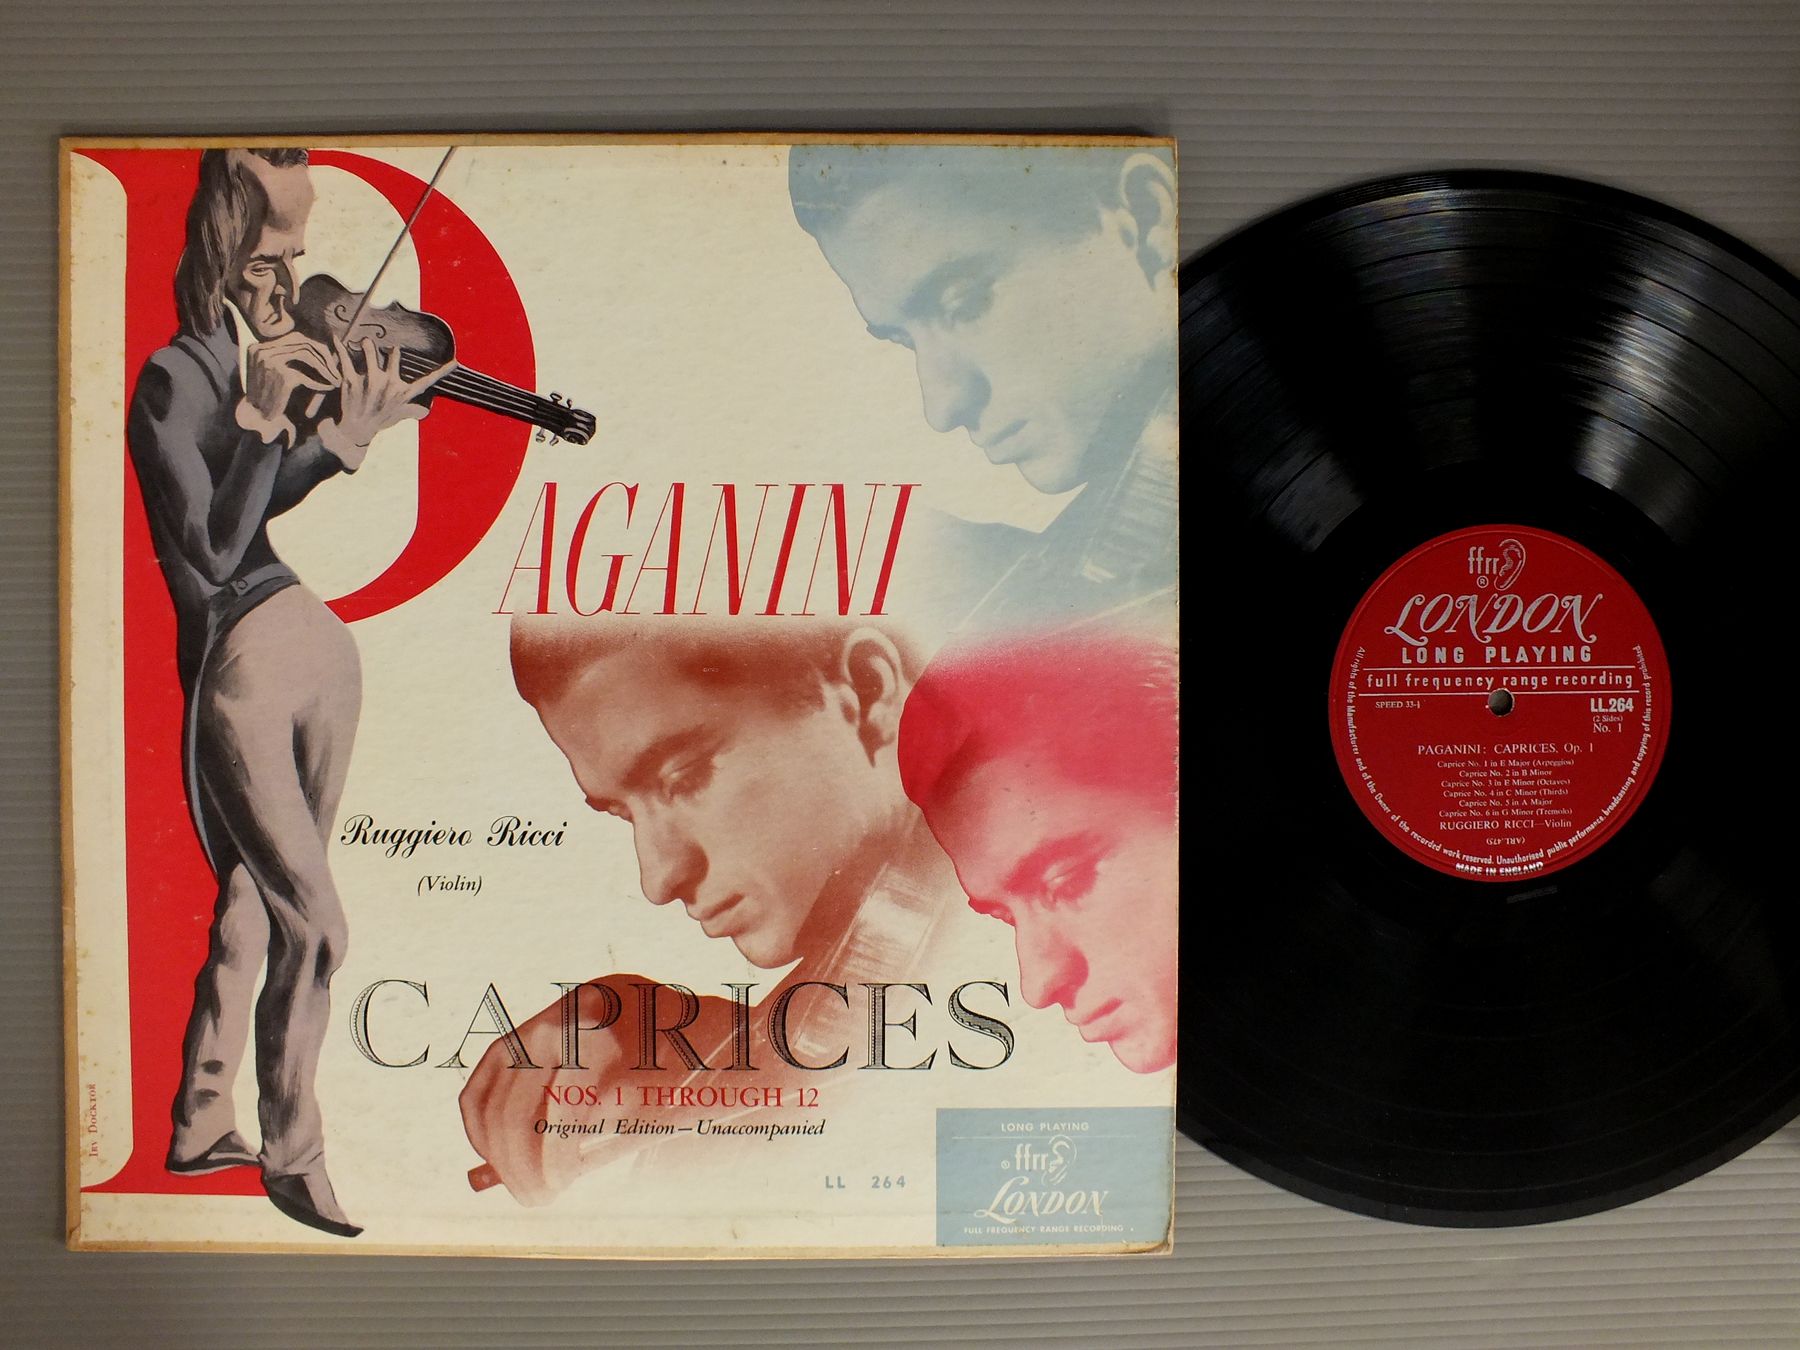 PAGANINI
Ruggiero Ricci
(Violin)
CAPRICES
NOS. 1 THROUGH 12
Original Edition—Unaccompanied
LL 264
IRV DOCKTOR
LONG PLAYING
® ffrr
LONDON
FULL FREQUENCY RANGE RECORDING
ffrr
®
LONDON
LONG PLAYING
full frequency range recording
SPEED 33-⅓
LL.264
(2 Sides)
No. 1
PAGANINI: CAPRICES, Op. 1
Caprice No. 1 in E Major (Arpeggios)
Caprice No. 2 in B Minor
Caprice No. 3 in E Minor (Octaves)
Caprice No. 4 in C Minor (Thirds)
Caprice No. 5 in A Major
Caprice No. 6 in G Minor (Tremolo)
RUGGIERO RICCI—Violin
(ARL.475)
All rights of the Manufacturer and of the Owner of the recorded work reserved. Unauthorised public performance, broadcasting and copying of this record prohibited
MADE IN ENGLAND